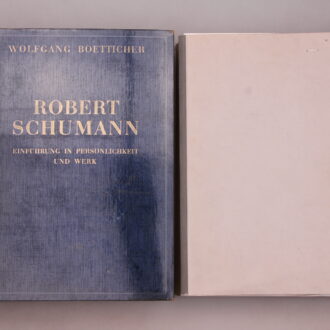 WOLFGANG BOETTICHER
ROBERT
SCHUMANN
EINFÜHRUNG IN PERSÖNLICHKEIT
UND WERK